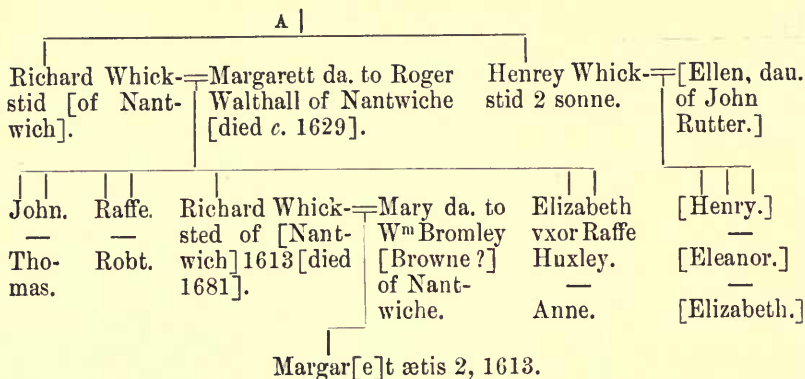 A
Richard Whick-
stid [of Nant-
wich].
Margarett da. to Roger
Walthall of Nantwiche
[died c. 1629].
Henrey Whick-
stid 2 sonne.
[Ellen, dau.
of John
Rutter.]
John.
—
Tho-
mas.
Raffe.
—
Robt.
Richard Whick-
sted of [Nant-
wich] 1613 [died
1681].
Mary da. to
Wm Bromley
[Browne ?]
of Nant-
wiche.
Elizabeth
vxor Raffe
Huxley.
—
Anne.
[Henry.]
—
[Eleanor.]
—
[Elizabeth.]
Margar[e]t ætis 2, 1613.